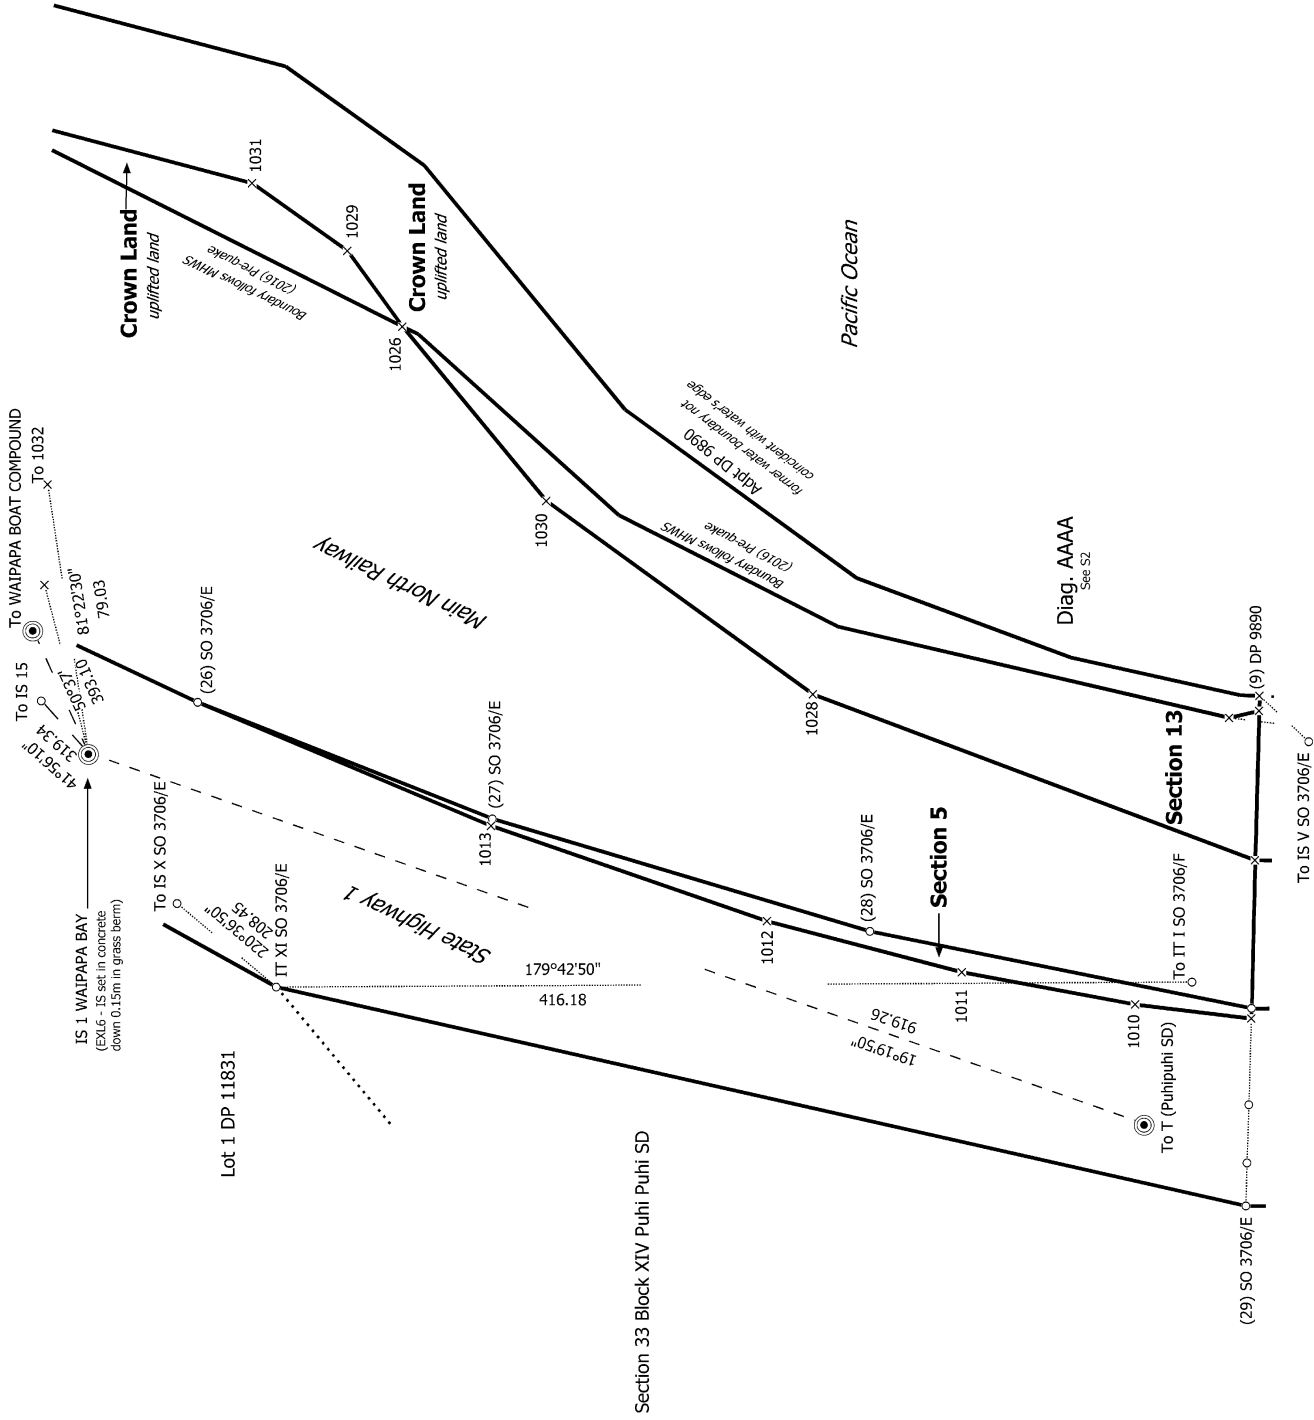 To WAIPAPA BOAT COMPOUND
To 1032
81°22'30"
79.03
To IS 15
50°37'
393.10
41°56'10"
319.34
IS 1 WAIPAPA BAY
(EXL6 - IS set in concrete
down 0.15m in grass berm)
To IS X SO 3706/E
220°36'50"
208.45
IT XI SO 3706/E
Lot 1 DP 11831
Crown Land
uplifted land
1031
1029
Crown Land
uplifted land
Boundary follows MHWS
(2016) Pre-quake
1026
Main North Railway
(26) SO 3706/E
(27) SO 3706/E
1013
State Highway 1
179°42'50"
416.18
1030
1028
Pacific Ocean
former water boundary not
coincident with water's edge
Adpt DP 9890
Boundary follows MHWS
(2016) Pre-quake
Diag. AAAA
See S2
(9) DP 9890
Section 13
To IS V SO 3706/E
(28) SO 3706/E
Section 5
1012
1011
1010
To IT I SO 3706/F
919.26
19°19'50"
To T (Puhipuhi SD)
(29) SO 3706/E
Section 33 Block XIV Puhi Puhi SD